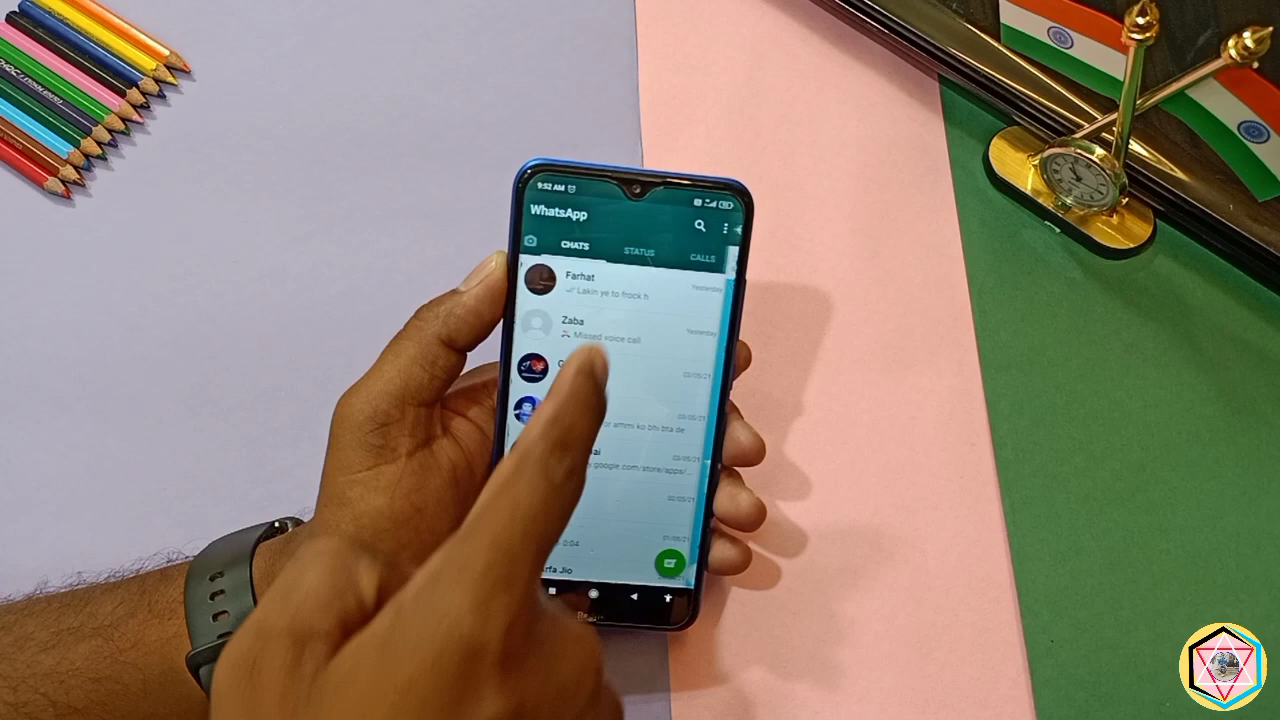 9:52 AM
WhatsApp
CHATS STATUS CALLS
Farhat
Lakin ye to frock h Yesterday
Zaba
Missed voice call Yesterday
03/05/21
03/05/21
or ammi ko bhi bta de
03/05/21
y.google.com/store/apps/...
02/05/21
0:04 01/05/21
rfa Jio